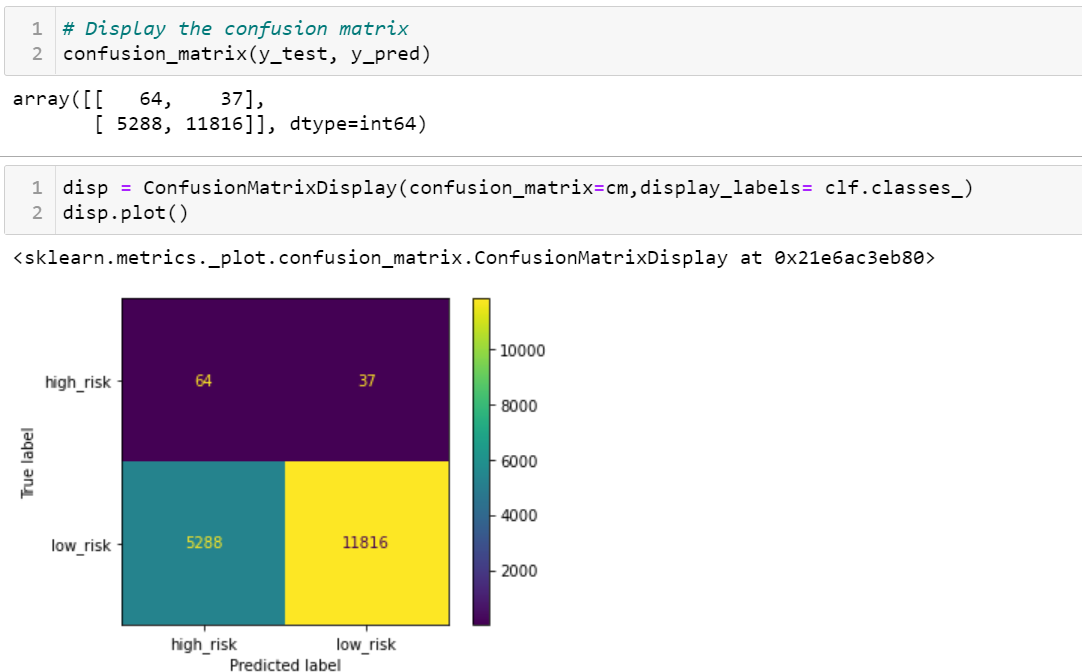 1 # Display the confusion matrix
2 confusion_matrix(y_test, y_pred)
array([[   64,    37],
       [ 5288, 11816]], dtype=int64)
1 disp = ConfusionMatrixDisplay(confusion_matrix=cm,display_labels= clf.classes_)
2 disp.plot()
<sklearn.metrics._plot.confusion_matrix.ConfusionMatrixDisplay at 0x21e6ac3eb80>
10000
high_risk 64 37
8000
True label
6000
4000
low_risk 5288 11816
2000
high_risk low_risk
Predicted label